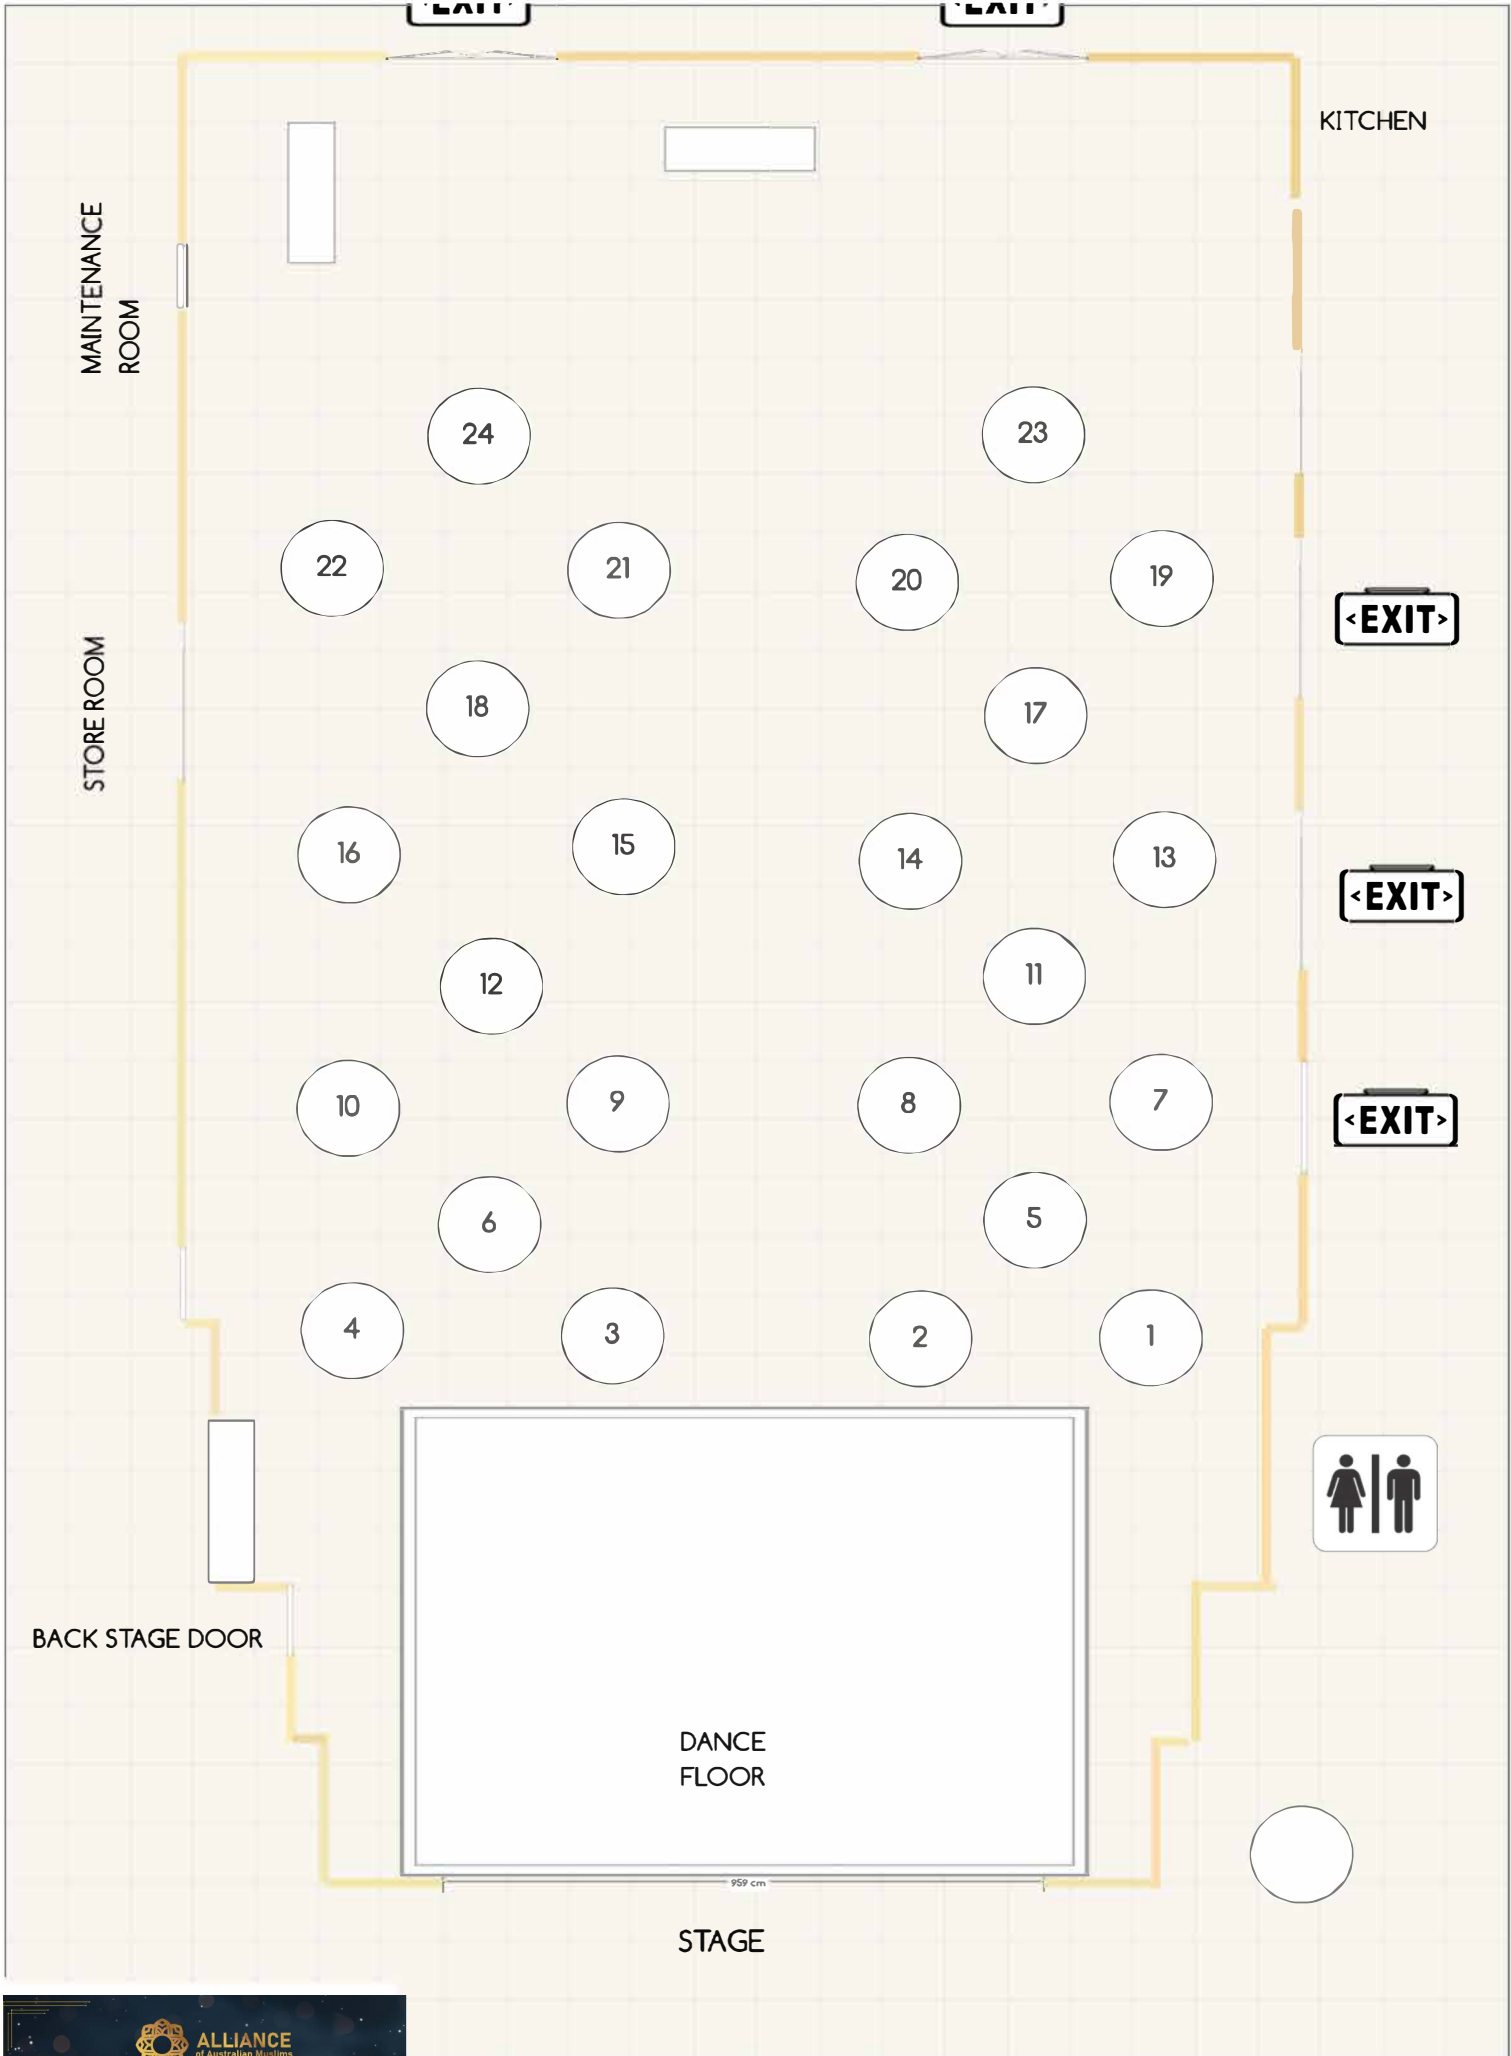 <EXIT> <EXIT>
KITCHEN
MAINTENANCE
ROOM
24 23
22 21 20 19
<EXIT>
STORE ROOM
18 17
16 15 14 13
<EXIT>
12 11
10 9 8 7
<EXIT>
6 5
4 3 2 1
BACK STAGE DOOR
DANCE
FLOOR
959 cm
STAGE
ALLIANCE
of Australian Muslims